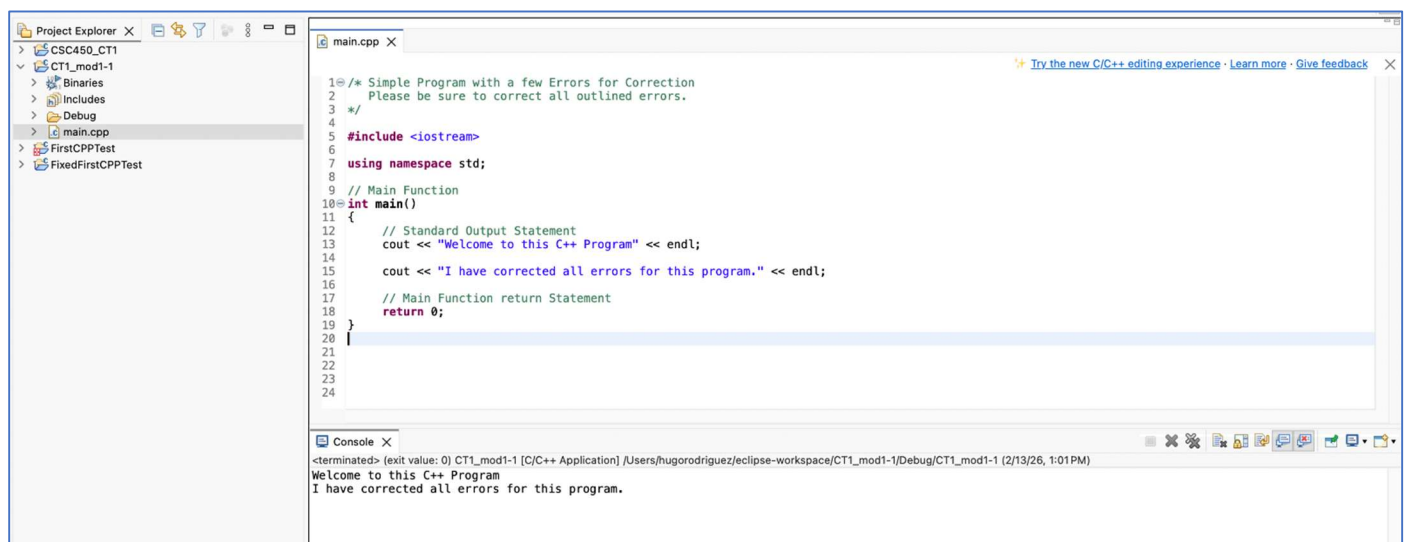 Project Explorer
CSC450_CT1
CT1_mod1-1
Binaries
Includes
Debug
main.cpp
FirstCPPTest
FixedFirstCPPTest
main.cpp
Try the new C/C++ editing experience · Learn more · Give feedback
1 /* Simple Program with a few Errors for Correction
2    Please be sure to correct all outlined errors.
3 */
4
5 #include <iostream>
6
7 using namespace std;
8
9 // Main Function
10 int main()
11 {
12     // Standard Output Statement
13     cout << "Welcome to this C++ Program" << endl;
14
15     cout << "I have corrected all errors for this program." << endl;
16
17     // Main Function return Statement
18     return 0;
19 }
20
21
22
23
24
Console
<terminated> (exit value: 0) CT1_mod1-1 [C/C++ Application] /Users/hugorodriguez/eclipse-workspace/CT1_mod1-1/Debug/CT1_mod1-1 (2/13/26, 1:01 PM)
Welcome to this C++ Program
I have corrected all errors for this program.